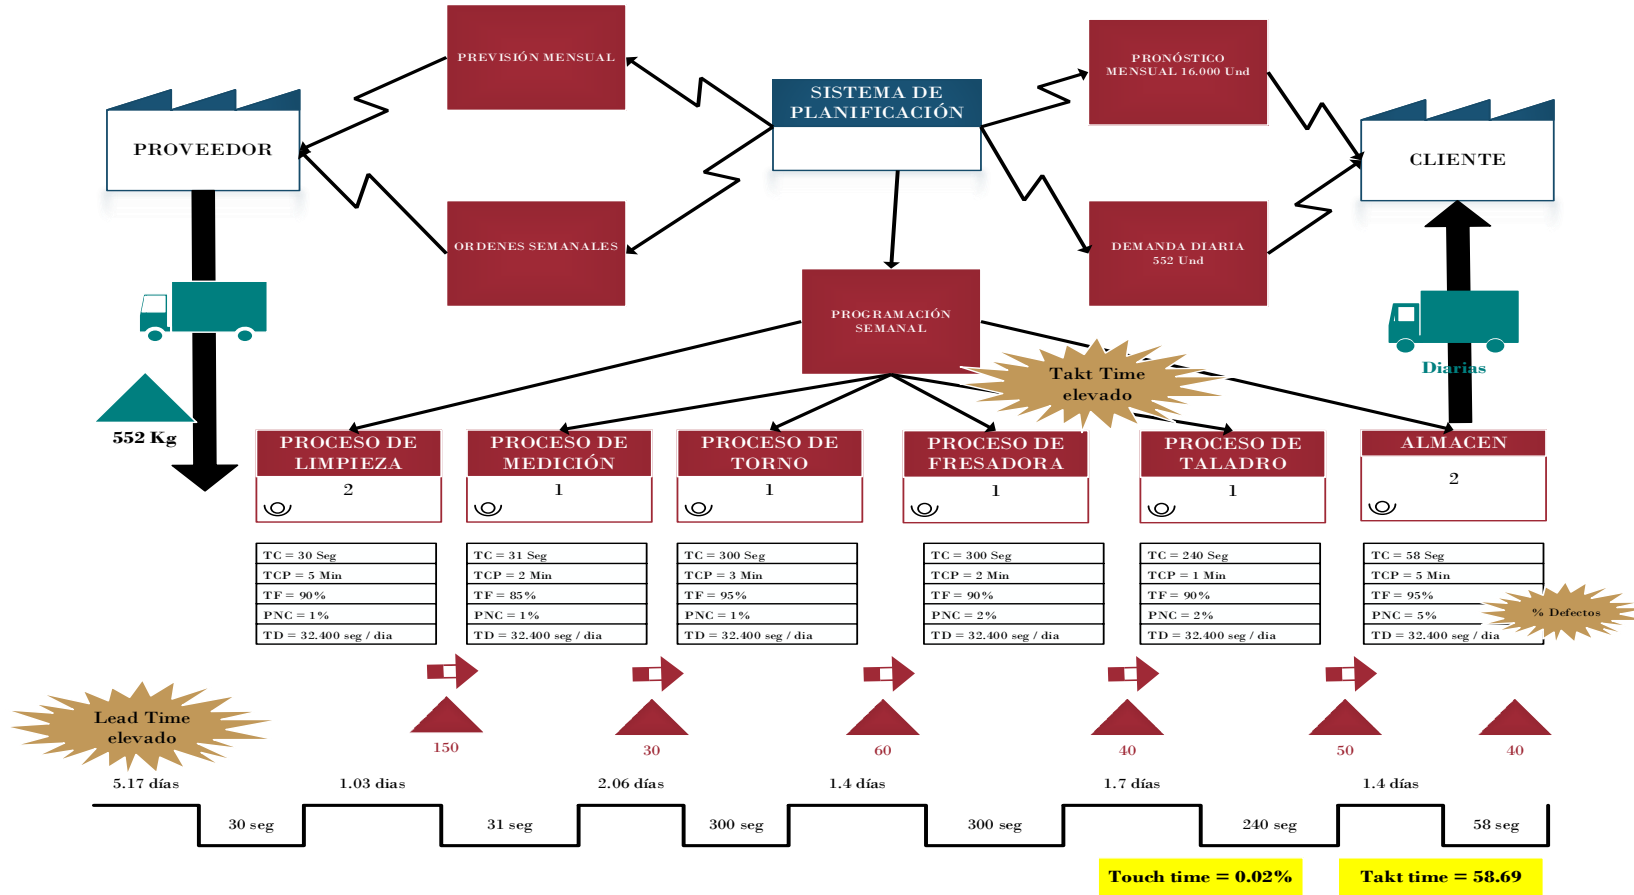 PREVISIÓN MENSUAL
PRONÓSTICO
MENSUAL 16.000 Und
SISTEMA DE
PLANIFICACIÓN
PROVEEDOR
CLIENTE
ORDENES SEMANALES
DEMANDA DIARIA
552 Und
PROGRAMACIÓN
SEMANAL
Takt Time
elevado
Diarias
552 Kg
PROCESO DE
LIMPIEZA
2
PROCESO DE
MEDICIÓN
1
PROCESO DE
TORNO
1
PROCESO DE
FRESADORA
1
PROCESO DE
TALADRO
1
ALMACEN
2
TC = 30 Seg
TCP = 5 Min
TF = 90%
PNC = 1%
TD = 32.400 seg / dia
TC = 31 Seg
TCP = 2 Min
TF = 85%
PNC = 1%
TD = 32.400 seg / dia
TC = 300 Seg
TCP = 3 Min
TF = 95%
PNC = 1%
TD = 32.400 seg / dia
TC = 300 Seg
TCP = 2 Min
TF = 90%
PNC = 2%
TD = 32.400 seg / dia
TC = 240 Seg
TCP = 1 Min
TF = 90%
PNC = 2%
TD = 32.400 seg / dia
TC = 58 Seg
TCP = 5 Min
TF = 95%
PNC = 5%
TD = 32.400 seg / dia
% Defectos
Lead Time
elevado
150
30
60
40
50
40
5.17 días
1.03 dias
2.06 días
1.4 días
1.7 días
1.4 días
30 seg
31 seg
300 seg
300 seg
240 seg
58 seg
Touch time = 0.02%
Takt time = 58.69